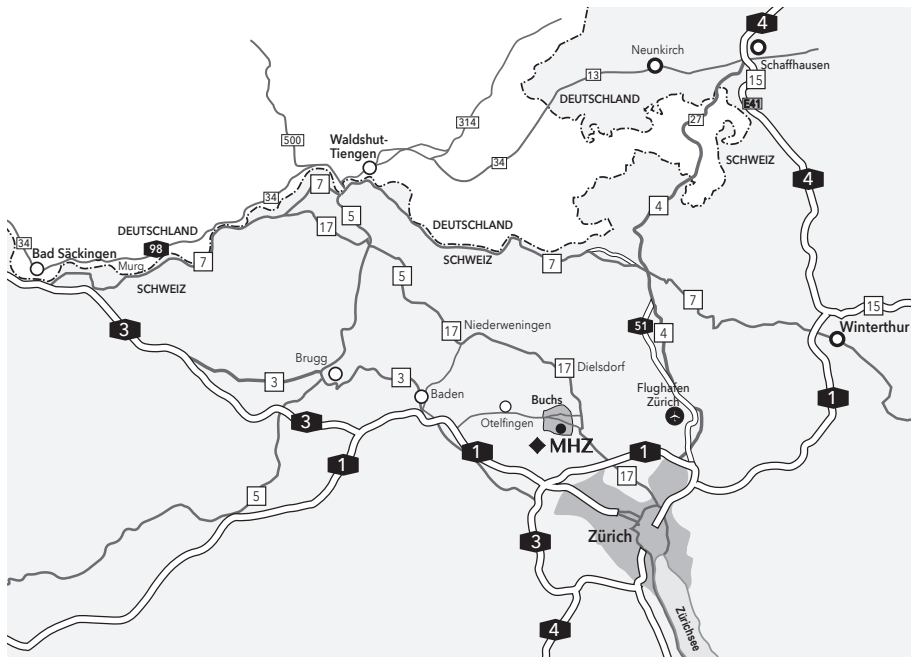 4
Neunkirch
Schaffhausen
13
15
DEUTSCHLAND
E41
314
27
500
Waldshut-
Tiengen
34
SCHWEIZ
4
7
34
4
5
DEUTSCHLAND
17
34
DEUTSCHLAND
98
Bad Säckingen
Murg
7
SCHWEIZ
7
5
SCHWEIZ
7
15
3
51
4
Winterthur
17
Niederweningen
Brugg
17
Dielsdorf
3
3
Baden
Flughafen
Zürich
Buchs
1
Otelfingen
3
MHZ
1
1
1
17
5
Zürich
3
Zürichsee
4